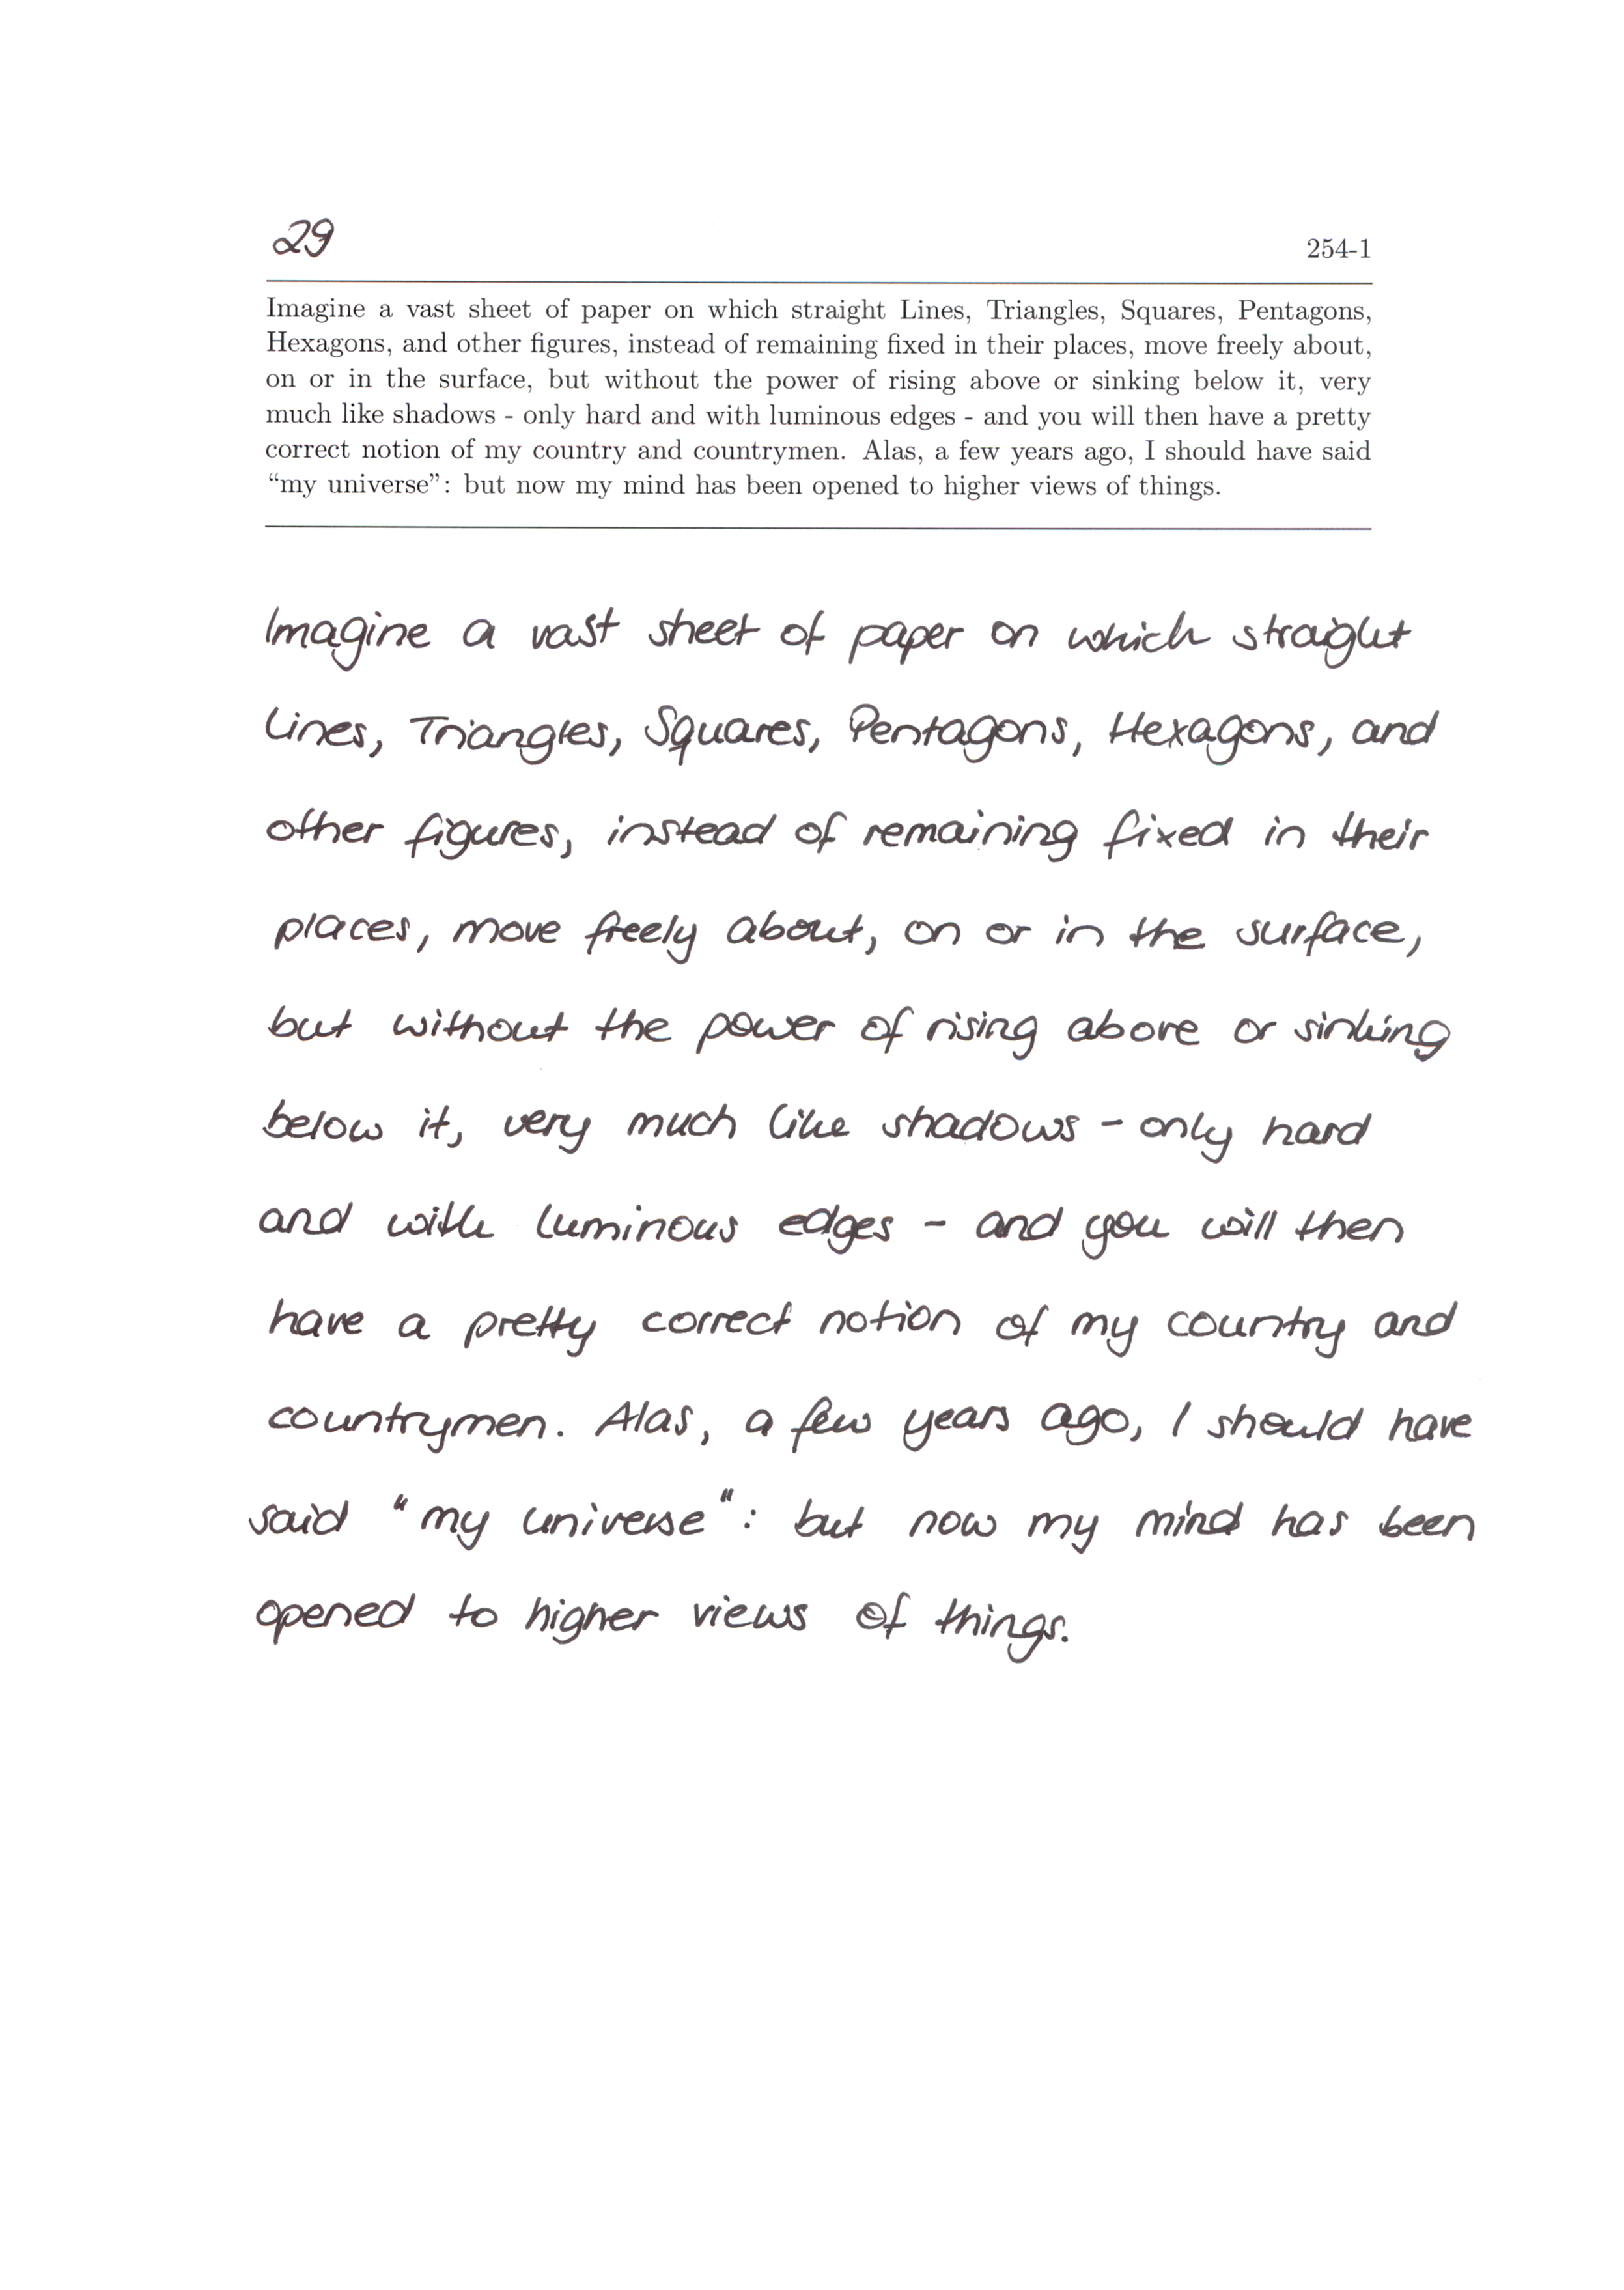 29
254-1
Imagine a vast sheet of paper on which straight Lines, Triangles, Squares, Pentagons,
Hexagons, and other figures, instead of remaining fixed in their places, move freely about,
on or in the surface, but without the power of rising above or sinking below it, very
much like shadows - only hard and with luminous edges - and you will then have a pretty
correct notion of my country and countrymen. Alas, a few years ago, I should have said
“my universe”: but now my mind has been opened to higher views of things.
Imagine a vast sheet of paper on which straight
Lines, Triangles, Squares, Pentagons, Hexagons, and
other figures, instead of remaining fixed in their
places, move freely about, on or in the surface,
but without the power of rising above or sinking
below it, very much like shadows - only hard
and with luminous edges - and you will then
have a pretty correct notion of my country and
countrymen. Alas, a few years ago, I should have
said “my universe”: but now my mind has been
opened to higher views of things.